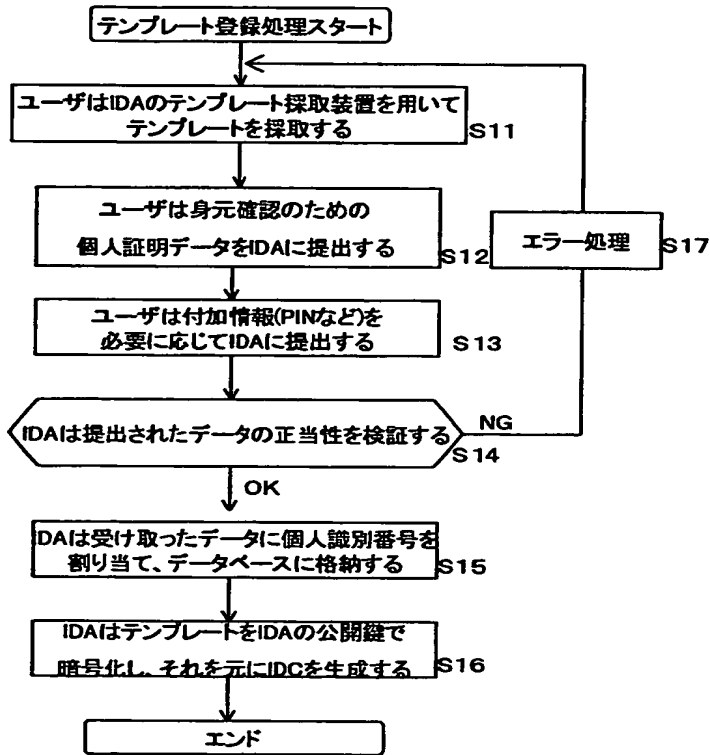 テンプレート登録処理スタート
ユーザはIDAのテンプレート採取装置を用いて
テンプレートを採取する
S11
ユーザは身元確認のための
個人証明データをIDAに提出する
S12
エラー処理
S17
ユーザは付加情報(PINなど)を
必要に応じてIDAに提出する
S13
IDAは提出されたデータの正当性を検証する
NG
S14
OK
IDAは受け取ったデータに個人識別番号を
割り当て、データベースに格納する
S15
IDAはテンプレートをIDAの公開鍵で
暗号化し、それを元にIDCを生成する
S16
エンド